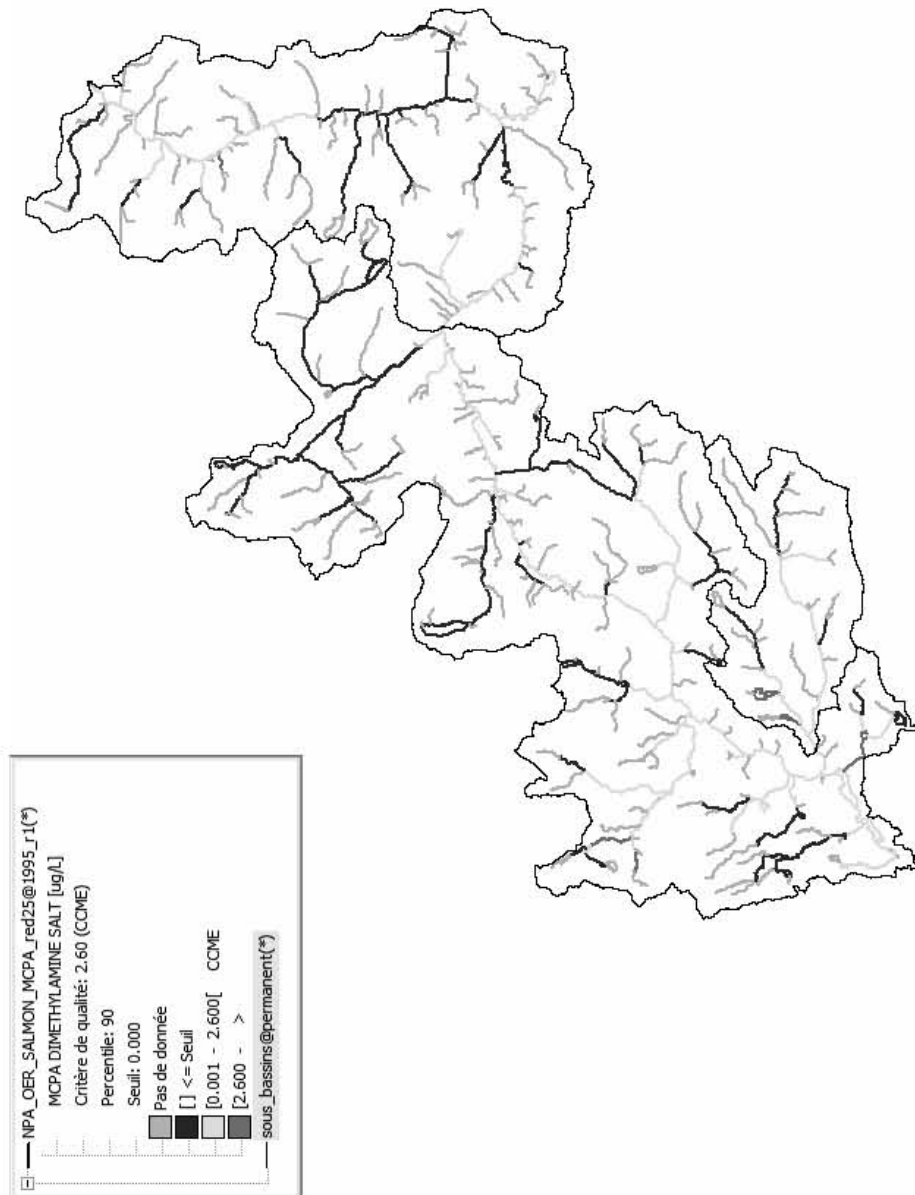 NPA_OER_SALMON_MCPA_red25@1995_r1(*)
MCPA DIMETHYLAMINE SALT [ug/L]
Critère de qualité: 2.60 (CCME)
Percentile: 90
Seuil: 0.000
Pas de donnée
[ ] <= Seuil
[0.001 - 2.600[ CCME
[2.600 - >
sous_bassins@permanent(*)